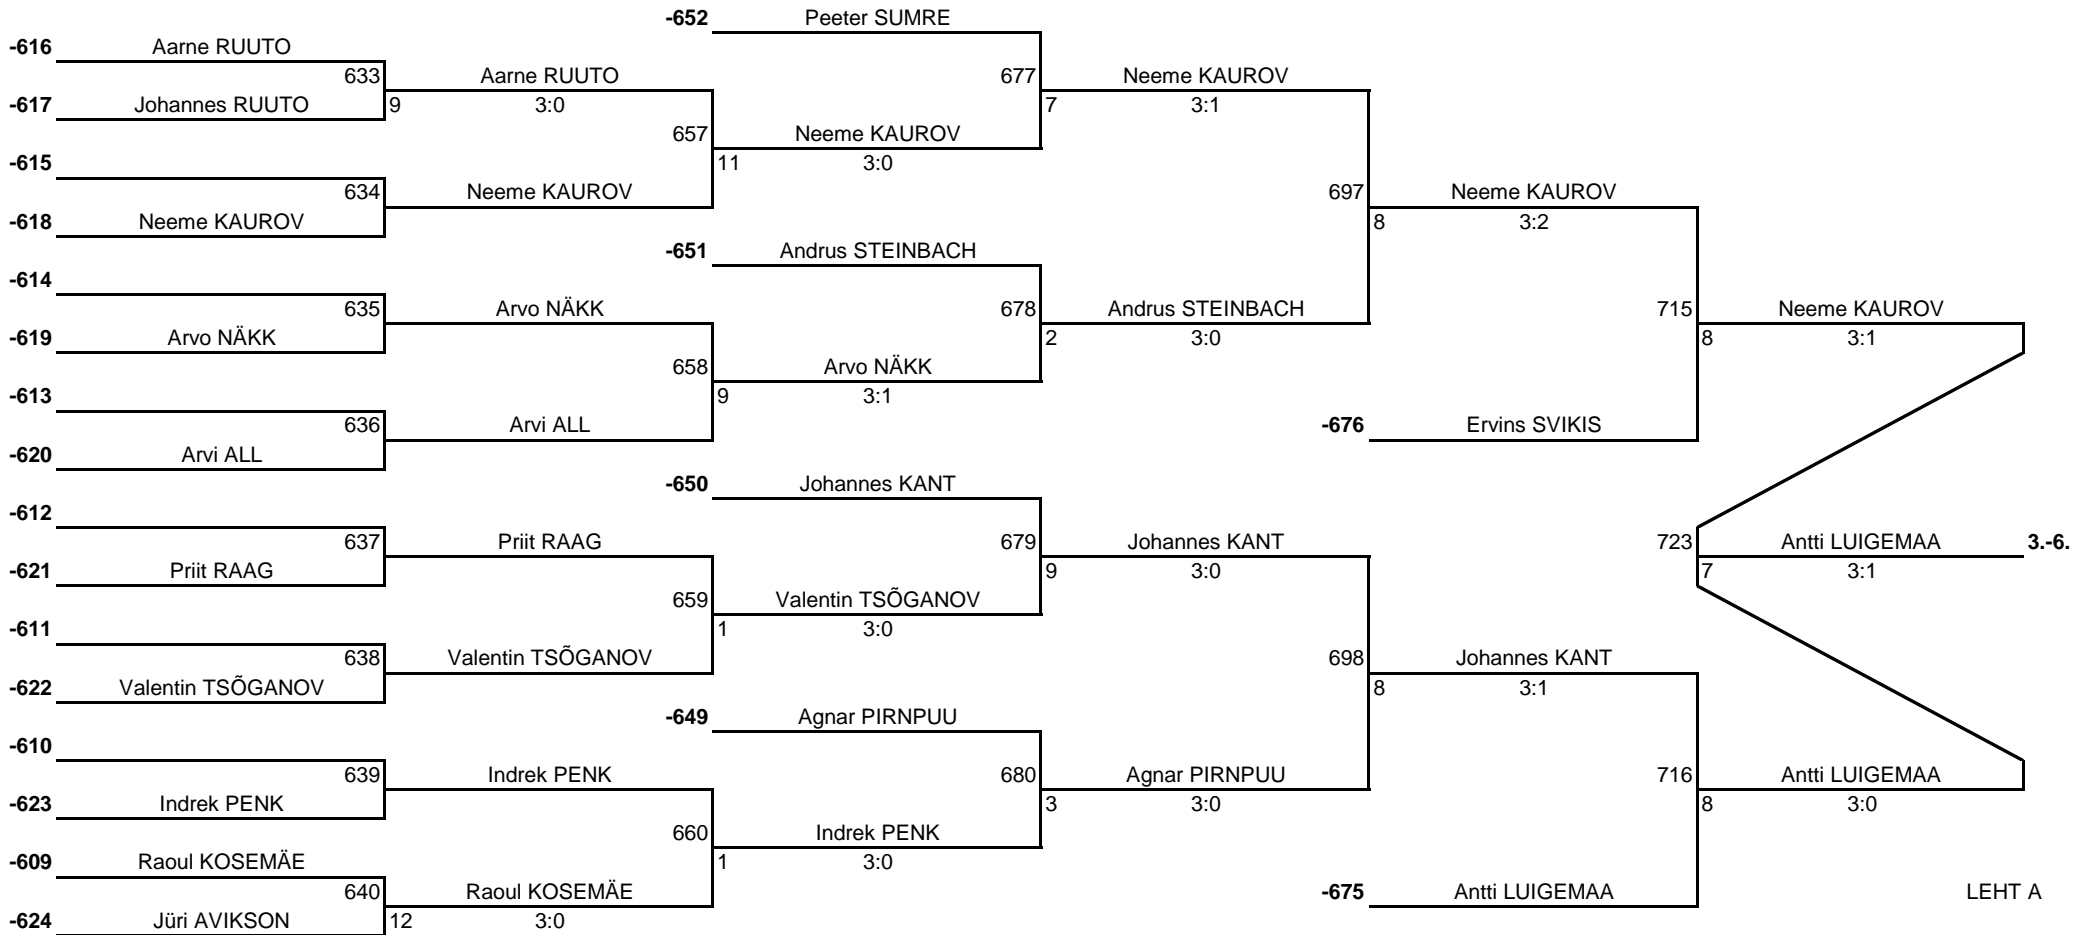 -652 Peeter SUMRE
-616 Aarne RUUTO
633 Aarne RUUTO 677 Neeme KAUROV
-617 Johannes RUUTO 9 3:0 7 3:1
657 Neeme KAUROV
-615 11 3:0
634 Neeme KAUROV 697 Neeme KAUROV
-618 Neeme KAUROV 8 3:2
-651 Andrus STEINBACH
-614
635 Arvo NÄKK 678 Andrus STEINBACH 715 Neeme KAUROV
-619 Arvo NÄKK 2 3:0 8 3:1
658 Arvo NÄKK
-613 9 3:1
636 Arvi ALL -676 Ervins SVIKIS
-620 Arvi ALL
-650 Johannes KANT
-612
637 Priit RAAG 679 Johannes KANT 723 Antti LUIGEMAA 3.-6.
-621 Priit RAAG 9 3:0 7 3:1
659 Valentin TSÕGANOV
-611 1 3:0
638 Valentin TSÕGANOV 698 Johannes KANT
-622 Valentin TSÕGANOV 8 3:1
-649 Agnar PIRNPUU
-610
639 Indrek PENK 680 Agnar PIRNPUU 716 Antti LUIGEMAA
-623 Indrek PENK 3 3:0 8 3:0
660 Indrek PENK
-609 Raoul KOSEMÄE 1 3:0
640 Raoul KOSEMÄE -675 Antti LUIGEMAA LEHT A
-624 Jüri AVIKSON 12 3:0